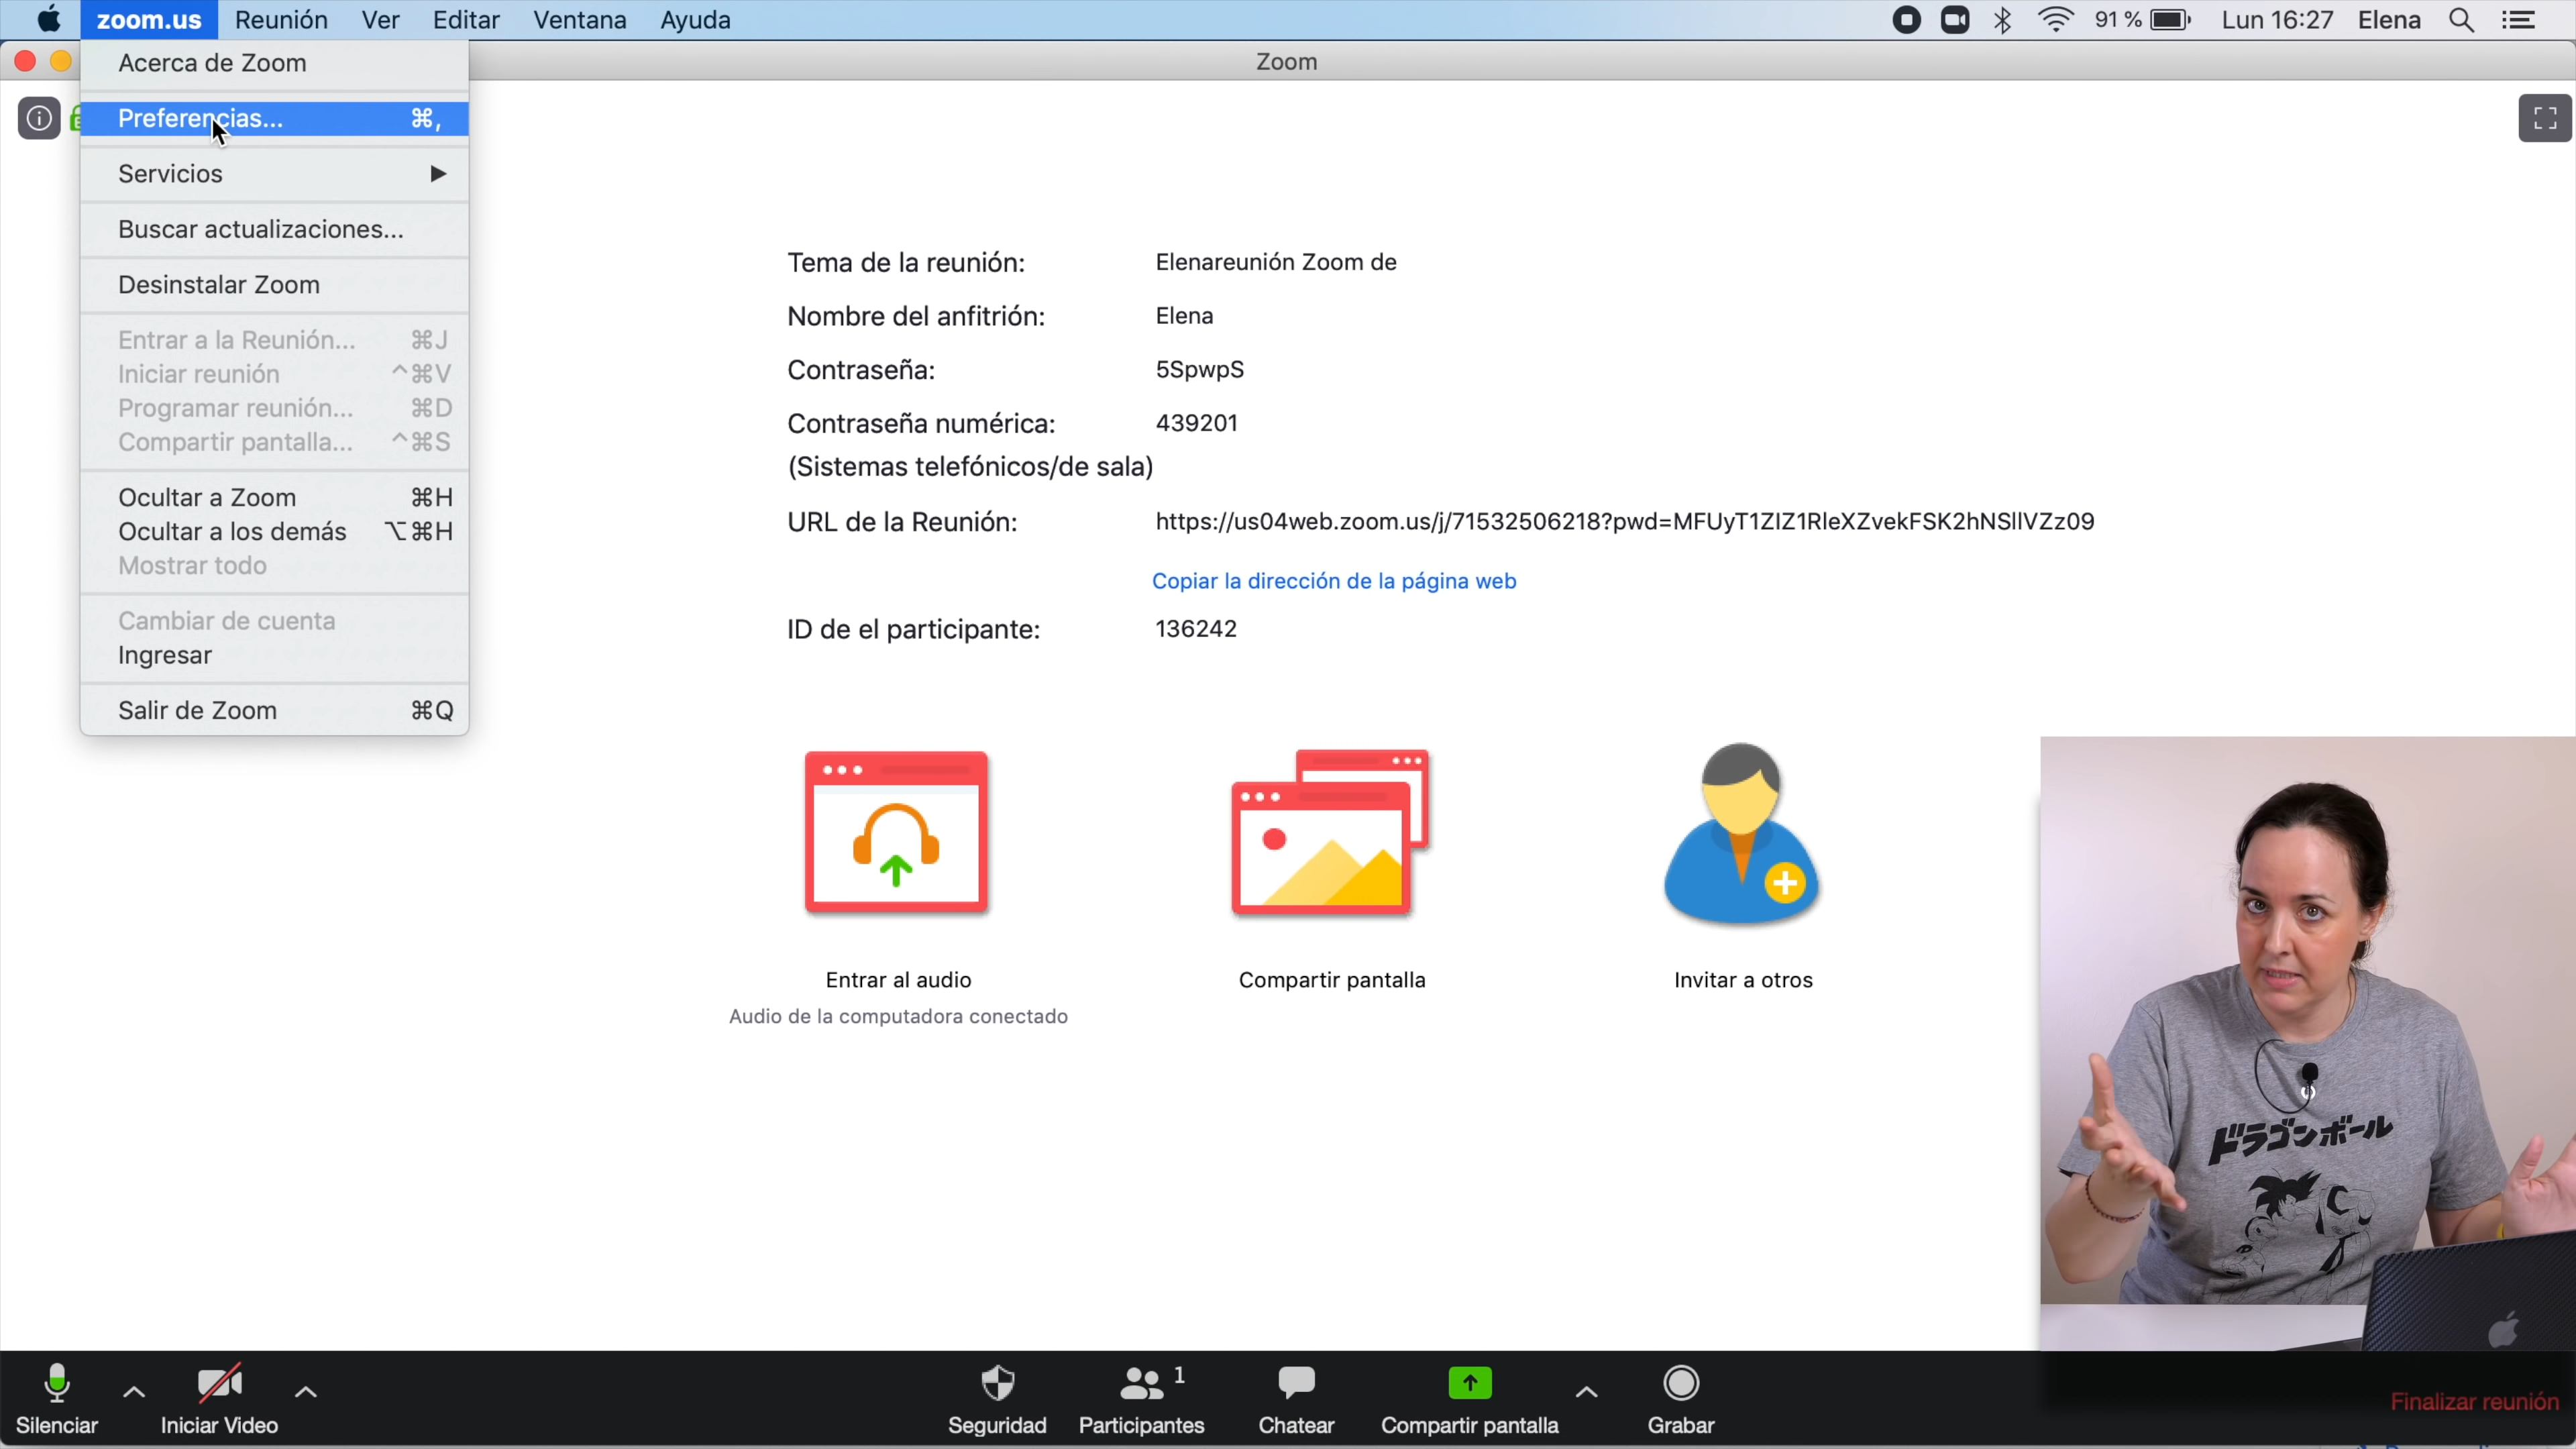 zoom.us Reunión Ver Editar Ventana Ayuda 91 % Lun 16:27 Elena
Zoom
Acerca de Zoom
Preferencias... ⌘,
Servicios ▶
Buscar actualizaciones...
Desinstalar Zoom
Entrar a la Reunión... ⌘J
Iniciar reunión ^⌘V
Programar reunión... ⌘D
Compartir pantalla... ^⌘S
Ocultar a Zoom ⌘H
Ocultar a los demás ⌥⌘H
Mostrar todo
Cambiar de cuenta
Ingresar
Salir de Zoom ⌘Q
Tema de la reunión: Elenareunión Zoom de
Nombre del anfitrión: Elena
Contraseña: 5SpwpS
Contraseña numérica: 439201
(Sistemas telefónicos/de sala)
URL de la Reunión: https://us04web.zoom.us/j/71532506218?pwd=MFUyT1ZIZ1RleXZvekFSK2hNSllVZz09
Copiar la dirección de la página web
ID de el participante: 136242
Entrar al audio
Audio de la computadora conectado
Compartir pantalla
Invitar a otros
ドラゴンボール
Silenciar
Iniciar Video
Seguridad
Participantes 1
Chatear
Compartir pantalla
Grabar
Finalizar reunión